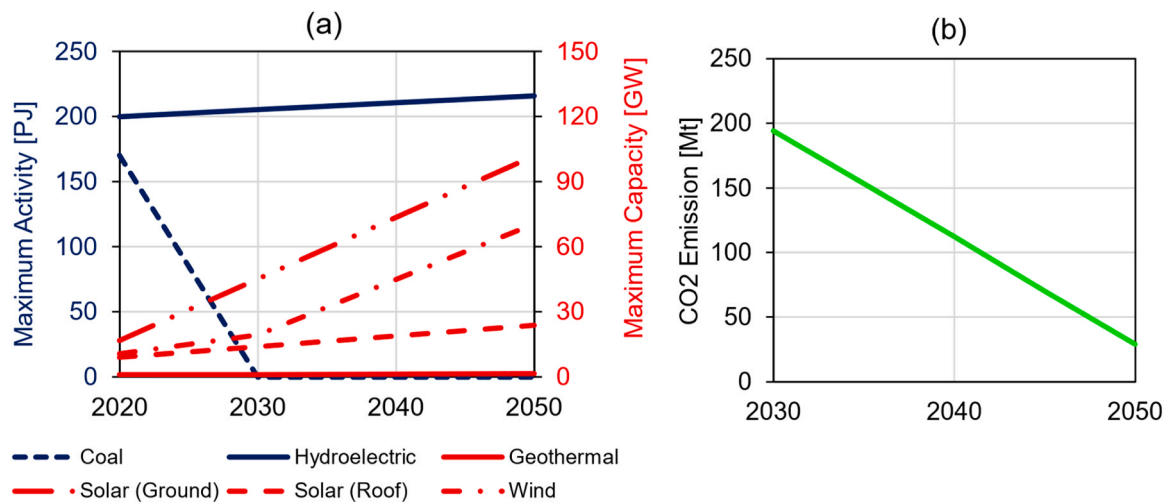 (a)
250
200
150
100
50
0
Maximum Activity [PJ]
150
120
90
60
30
0
Maximum Capacity [GW]
2020 2030 2040 2050
Coal Hydroelectric Geothermal
Solar (Ground) Solar (Roof) Wind
(b)
250
200
150
100
50
0
CO2 Emission [Mt]
2030 2040 2050